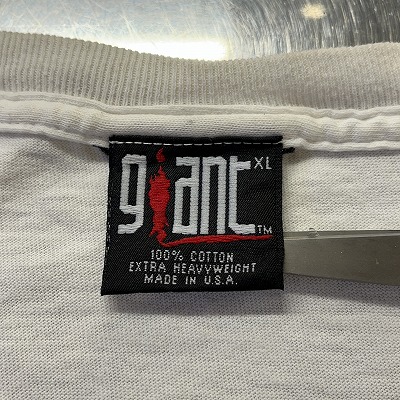 giant XL
TM
100% COTTON
EXTRA HEAVYWEIGHT
MADE IN U.S.A.